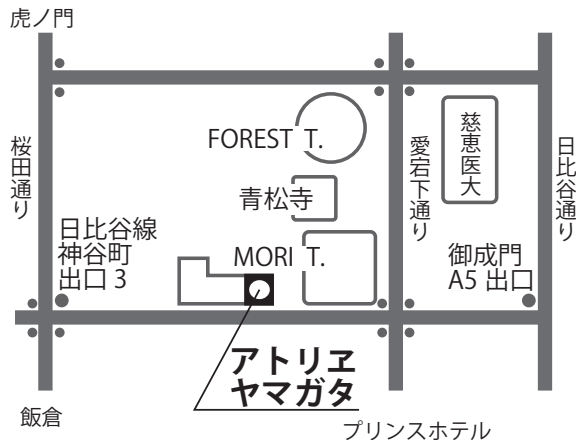 虎ノ門
桜田通り
FOREST T.
慈恵医大
愛宕下通り
日比谷通り
青松寺
日比谷線
神谷町
出口 3
MORI T.
御成門
A5 出口
アトリヱ
ヤマガタ
飯倉
プリンスホテル